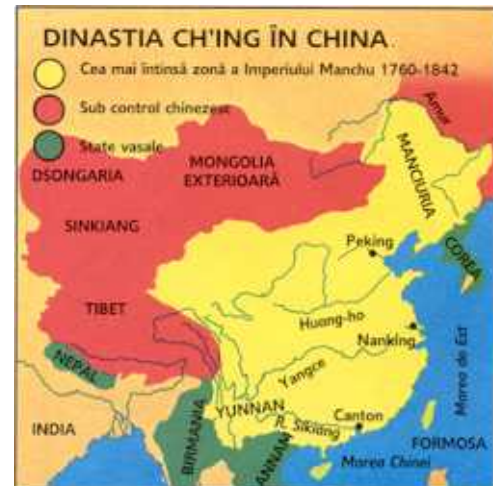 DINASTIA CH'ING ÎN CHINA
Cea mai întinsă zonă a Imperiului Manchu 1760-1842
Sub control chinezesc
State vasale
Amur
DSONGARIA
MONGOLIA
EXTERIOARĂ
MANCIURIA
SINKIANG
Peking
COREA
TIBET
Huong-ho
Nanking
NEPAL
Yangce
Marea de Est
YUNNAN
R. Sikiang
Canton
INDIA
BIRMANIA
ANNAM
FORMOSA
Marea Chinei